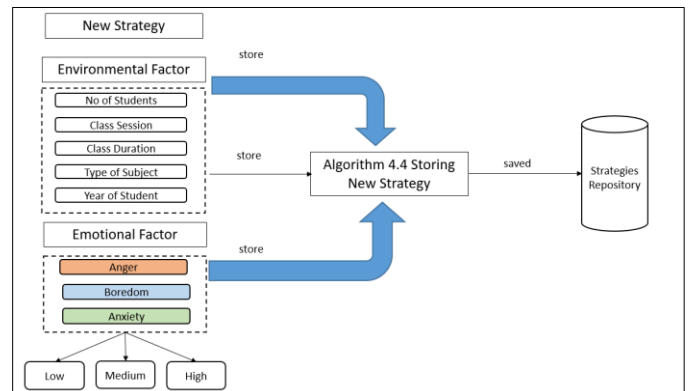 New Strategy
store
Environmental Factor
No of Students
Class Session
Class Duration
Type of Subject
Year of Student
store
Algorithm 4.4 Storing
New Strategy
saved
Strategies
Repository
Emotional Factor
store
Anger
Boredom
Anxiety
Low
Medium
High